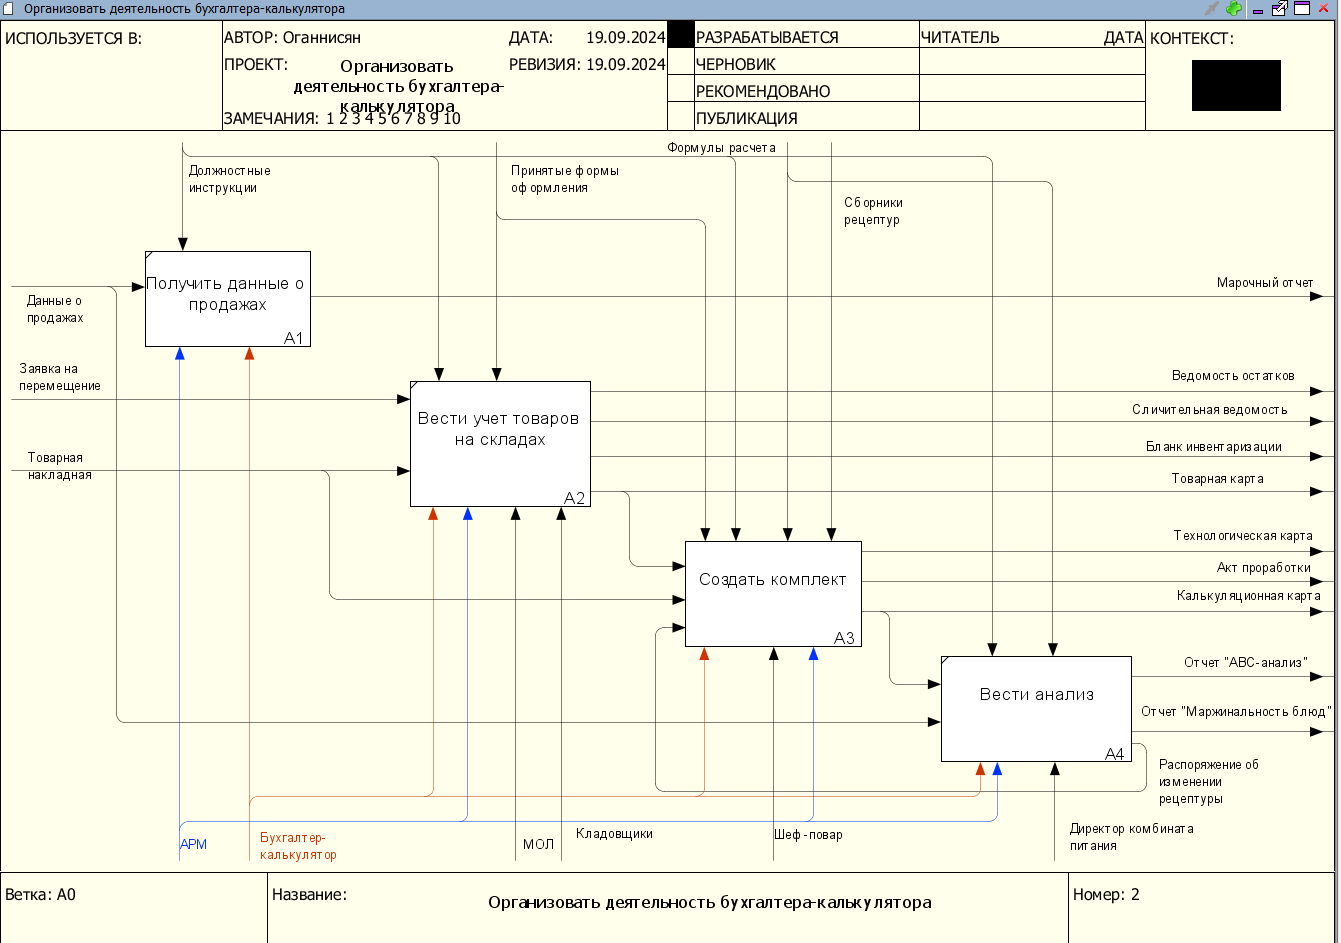 Организовать деятельность бухгалтера-калькулятора
ИСПОЛЬЗУЕТСЯ В:
АВТОР: Оганнисян
ДАТА: 19.09.2024
РАЗРАБАТЫВАЕТСЯ
ЧИТАТЕЛЬ
ДАТА
КОНТЕКСТ:
ПРОЕКТ:
Организовать
деятельность бухгалтера-
калькулятора
РЕВИЗИЯ: 19.09.2024
ЧЕРНОВИК
РЕКОМЕНДОВАНО
ЗАМЕЧАНИЯ: 1 2 3 4 5 6 7 8 9 10
ПУБЛИКАЦИЯ
Формулы расчета
Должностные
инструкции
Принятые формы
оформления
Сборники
рецептур
Получить данные о
продажах
A1
Данные о
продажах
Марочный отчет
Заявка на
перемещение
Ведомость остатков
Вести учет товаров
на складах
A2
Сличительная ведомость
Бланк инвентаризации
Товарная
накладная
Товарная карта
Технологическая карта
Создать комплект
A3
Акт проработки
Калькуляционная карта
Отчет "АВС-анализ"
Вести анализ
A4
Отчет "Маржинальность блюд"
Распоряжение об
изменении
рецептуры
АРМ
Бухгалтер-
калькулятор
МОЛ
Кладовщики
Шеф-повар
Директор комбината
питания
Ветка: A0
Название:
Организовать деятельность бухгалтера-калькулятора
Номер: 2